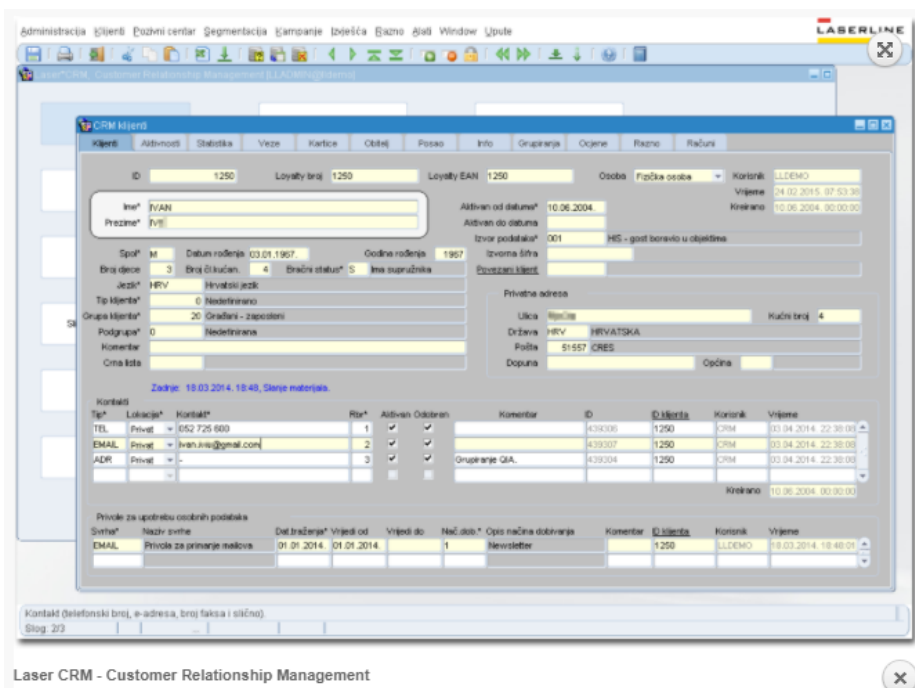 Administracija Klijenti Pozivni centar Segmentacija Kampanje Izvješća Razno Alati Window Upute
LASERLINE
Laser*CRM, Customer Relationship Management [LLADMIN@ldemo]
CRM klijenti
Klijenti Aktivnosti Statistika Veze Kartice Obitelj Posao Info Grupiranja Ocjene Razno Računi
ID 1250 Loyalty broj 1250 Loyalty EAN 1250 Osoba Fizička osoba Korisnik LLDEMO
Vrijeme 24.02.2015. 07:53:38
Ime* IVAN Aktivan od datuma* 10.06.2004. Kreirano 10.06.2004. 00:00:00
Prezime* Aktivan do datuma
Izvor podataka* 001 HIS - gost boravio u objektima
Spol* M Datum rođenja 03.01.1967. Godina rođenja 1967 Izvorna šifra
Broj djece 3 Broj čl.kućan. 4 Bračni status* S Ima supružnika Povezani klijent
Jezik* HRV Hrvatski jezik
Privatna adresa
Tip klijenta* 0 Nedefinirano
Grupa klijenta* 20 Građani - zaposleni Ulica Kućni broj 4
Podgrupa* 0 Nedefinirana Država HRV HRVATSKA
Komentar Pošta 51557 CRES
Crna lista Dopuna Općina
Zadnje: 18.03.2014. 18:48, Slanje materijala.
Kontakti
Tip* Lokacija* Kontakt* Rbr* Aktivan Odobren Komentar ID ID klijenta Korisnik Vrijeme
TEL Privat 052 725 600 1 439306 1250 CRM 03.04.2014. 22:38:08
EMAIL Privat 2 439307 1250 CRM 03.04.2014. 22:38:08
ADR Privat - 3 Grupiranje QIA. 439304 1250 CRM 03.04.2014. 22:38:08
Kreirano 10.06.2004. 00:00:00
Privole za upotrebu osobnih podataka
Svrha* Naziv svrhe Dat.traženja* Vrijedi od Vrijedi do Nač.dob.* Opis načina dobivanja Komentar ID klijenta Korisnik Vrijeme
EMAIL Privola za primanje mailova 01.01.2014. 01.01.2014. 1 Newsletter 1250 LLDEMO 18.03.2014. 18:48:01
Kontakt (telefonski broj, e-adresa, broj faksa i slično).
Slog: 2/3 ...
Laser CRM - Customer Relationship Management